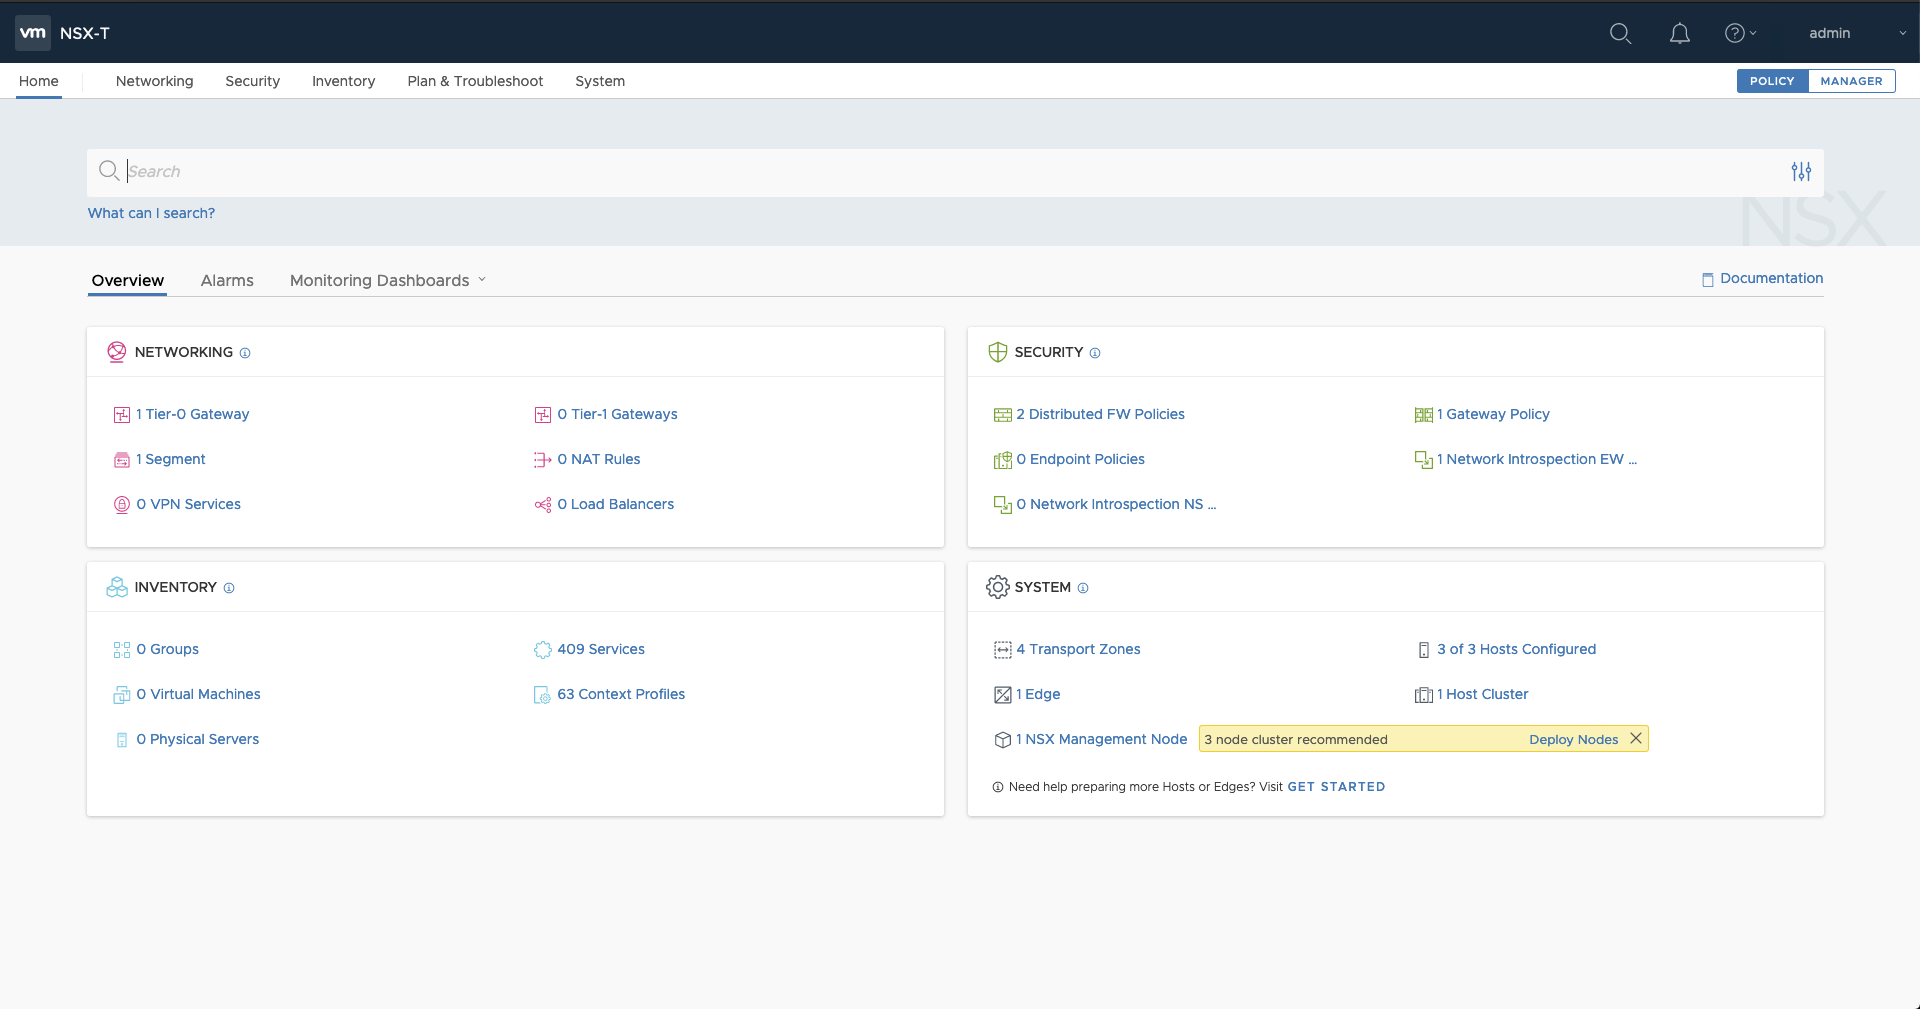 vm NSX-T
admin
Home Networking Security Inventory Plan & Troubleshoot System POLICY MANAGER
Search
What can I search?
NSX
Overview Alarms Monitoring Dashboards Documentation
NETWORKING
1 Tier-0 Gateway 0 Tier-1 Gateways
1 Segment 0 NAT Rules
0 VPN Services 0 Load Balancers
SECURITY
2 Distributed FW Policies 1 Gateway Policy
0 Endpoint Policies 1 Network Introspection EW ...
0 Network Introspection NS ...
INVENTORY
0 Groups 409 Services
0 Virtual Machines 63 Context Profiles
0 Physical Servers
SYSTEM
4 Transport Zones 3 of 3 Hosts Configured
1 Edge 1 Host Cluster
1 NSX Management Node 3 node cluster recommended Deploy Nodes
Need help preparing more Hosts or Edges? Visit GET STARTED